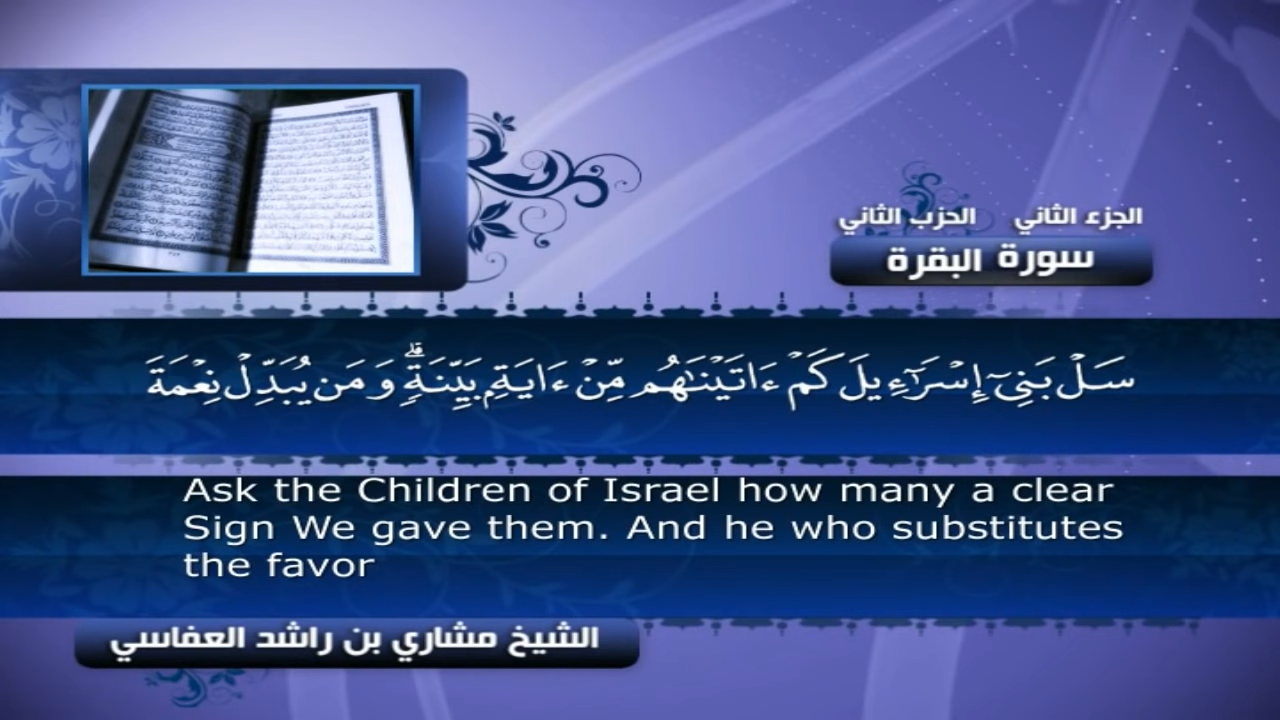 الجزء الثاني الحزب الثاني
سورة البقرة
سَلْ بَنِىٓ إِسْرَٰٓءِيلَ كَمْ ءَاتَيْنَٰهُم مِّنْ ءَايَةٍۭ بَيِّنَةٍۢ ۗ وَمَن يُبَدِّلْ نِعْمَةَ
Ask the Children of Israel how many a clear
Sign We gave them. And he who substitutes
the favor
الشيخ مشاري بن راشد العفاسي